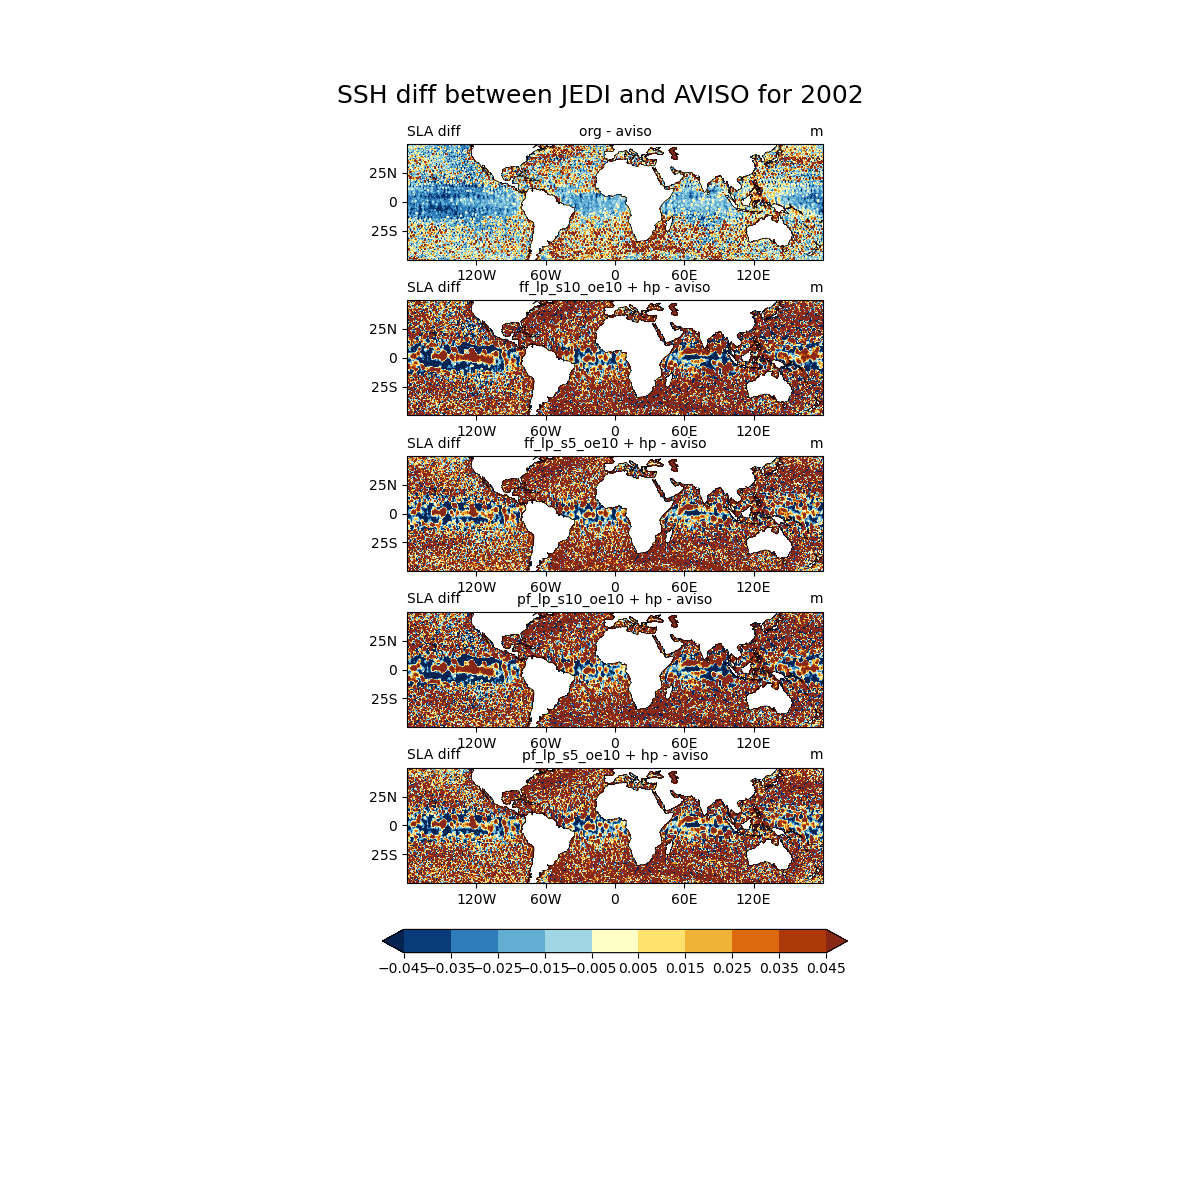 SSH diff between JEDI and AVISO for 2002
SLA diff org - aviso m
25N
0
25S
120W 60W 0 60E 120E
SLA diff ff_lp_s10_oe10 + hp - aviso m
25N
0
25S
120W 60W 0 60E 120E
SLA diff ff_lp_s5_oe10 + hp - aviso m
25N
0
25S
120W 60W 0 60E 120E
SLA diff pf_lp_s10_oe10 + hp - aviso m
25N
0
25S
120W 60W 0 60E 120E
SLA diff pf_lp_s5_oe10 + hp - aviso m
25N
0
25S
120W 60W 0 60E 120E
−0.045 −0.035 −0.025 −0.015 −0.005 0.005 0.015 0.025 0.035 0.045